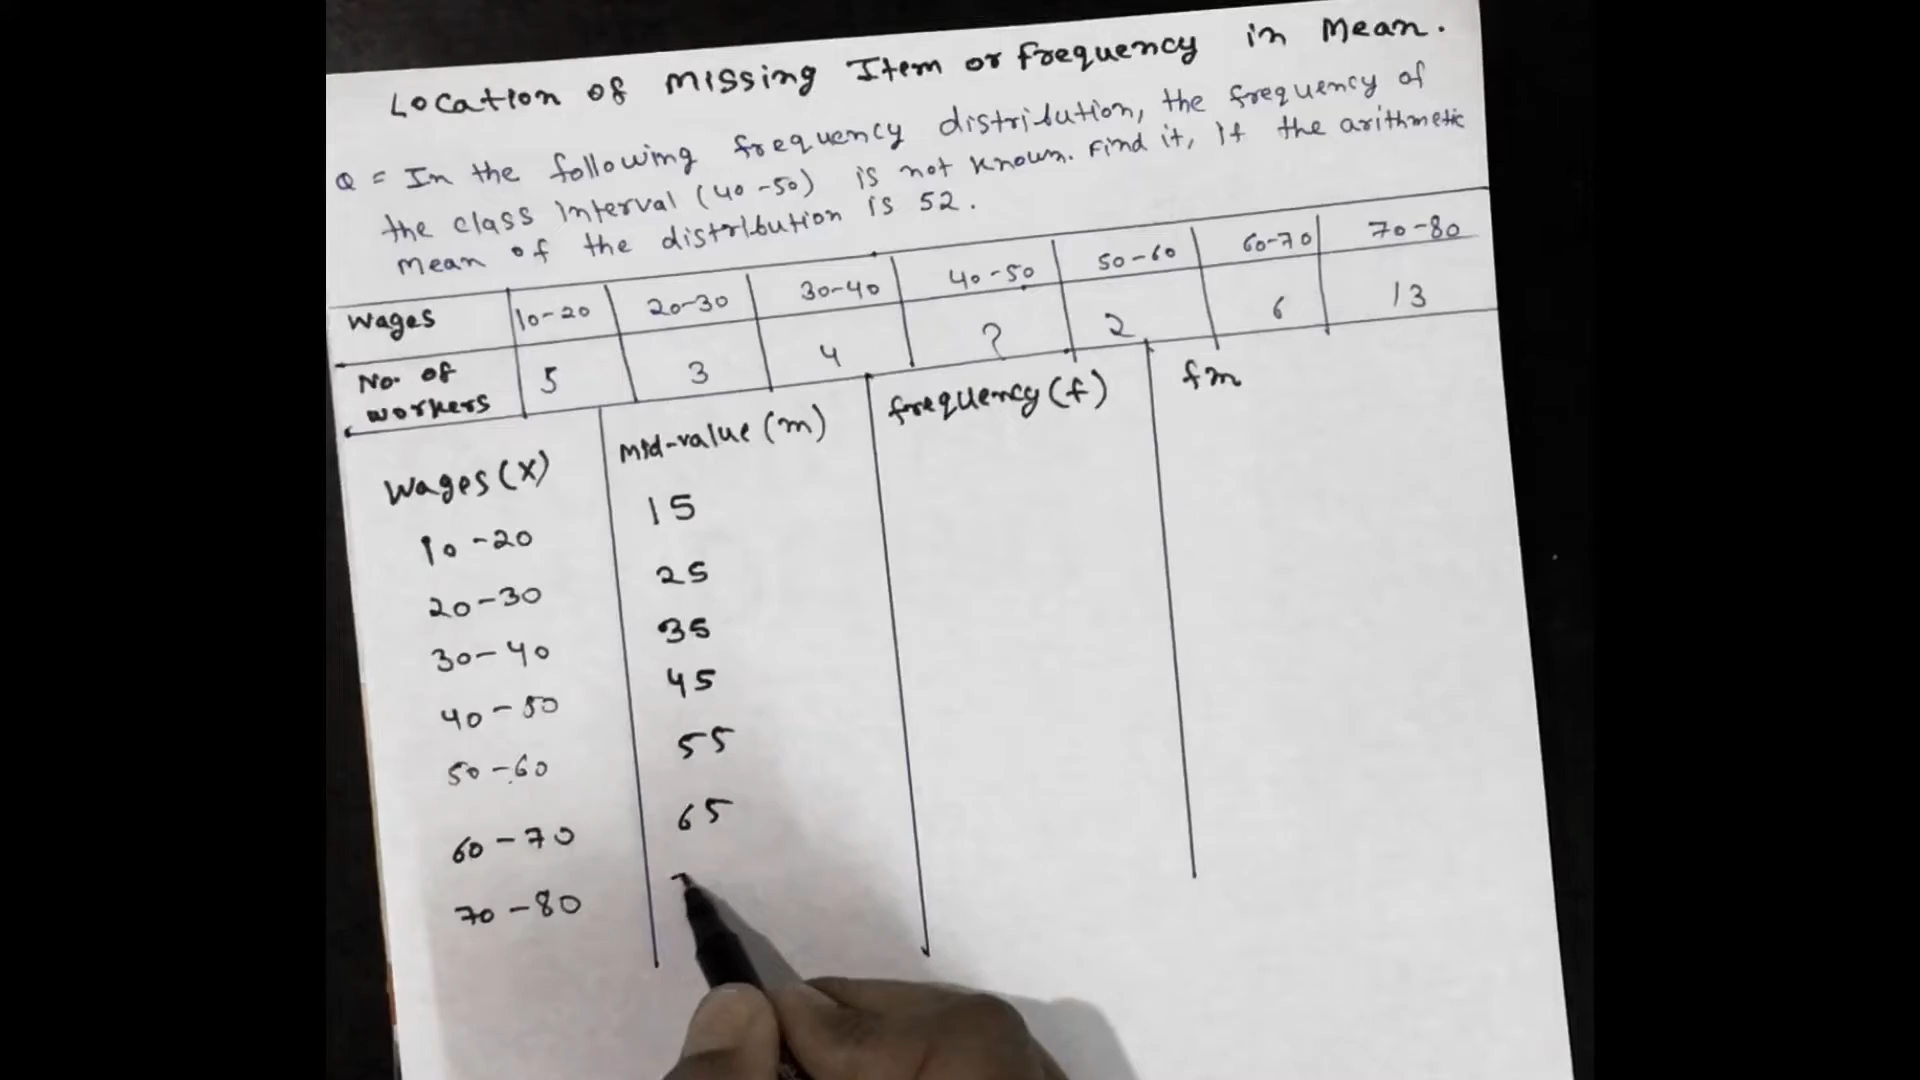 Location of Missing Item or frequency in Mean.
Q = In the following frequency distribution, the frequency of
the class interval (40-50) is not known. Find it, if the arithmetic
Mean of the distribution is 52.
Wages 10-20 20-30 30-40 40-50 50-60 60-70 70-80
No. of workers 5 3 4 ? 2 6 13
Wages (X) Mid-value (m) frequency (f) fm
10-20 15
20-30 25
30-40 35
40-50 45
50-60 55
60-70 65
70-80